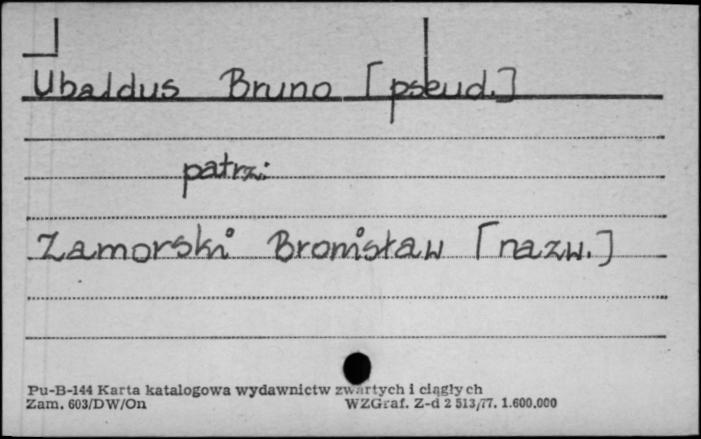 Ubaldus Bruno [pseud.]
patrz:
Zamorski Bronisław [nazw.]
Pu-B-144 Karta katalogowa wydawnictw zwartych i ciągłych
Zam. 603/DW/On WZGraf. Z-d 2 513/77. 1.600.000